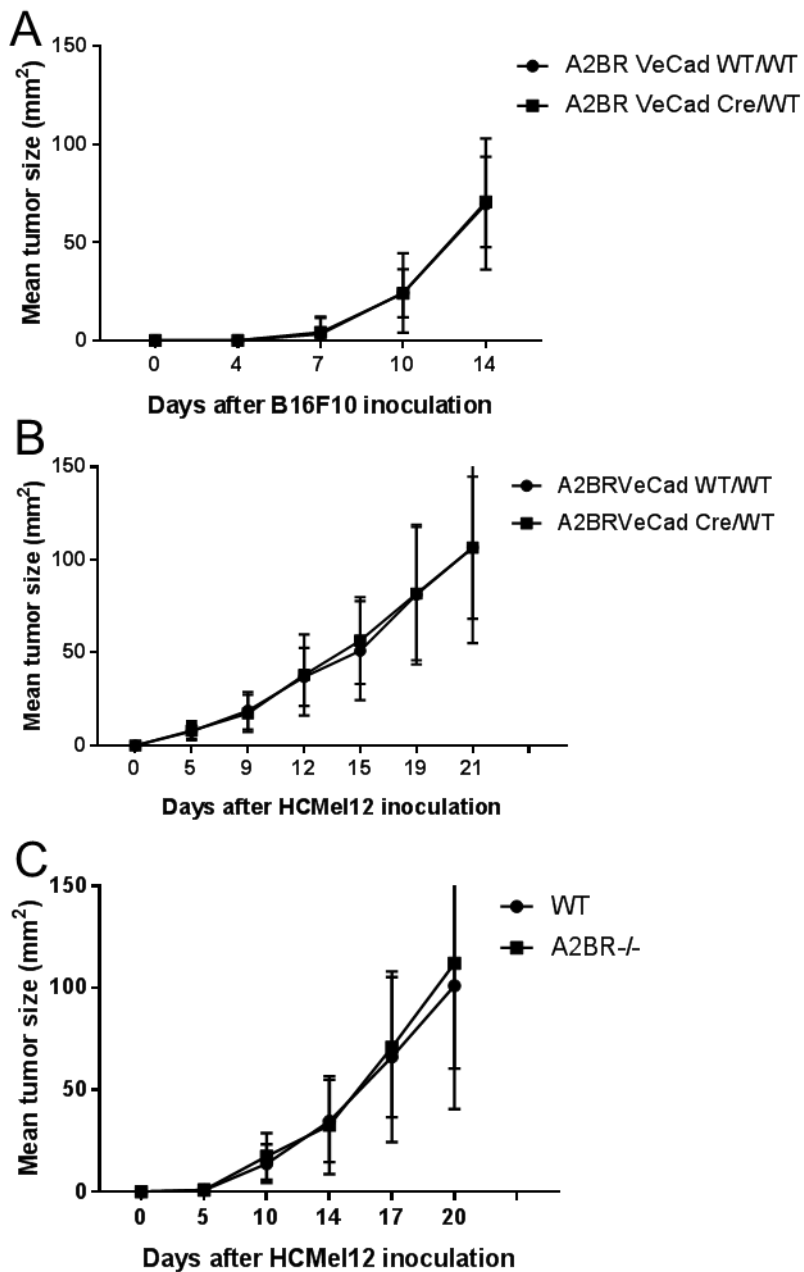 A
150
100
50
0
Mean tumor size (mm²)
A2BR VeCad WT/WT
A2BR VeCad Cre/WT
0 4 7 10 14
Days after B16F10 inoculation
B
150
100
50
0
Mean tumor size (mm²)
A2BRVeCad WT/WT
A2BRVeCad Cre/WT
0 5 9 12 15 19 21
Days after HCMel12 inoculation
C
150
100
50
0
Mean tumor size (mm²)
WT
A2BR-/-
0 5 10 14 17 20
Days after HCMel12 inoculation